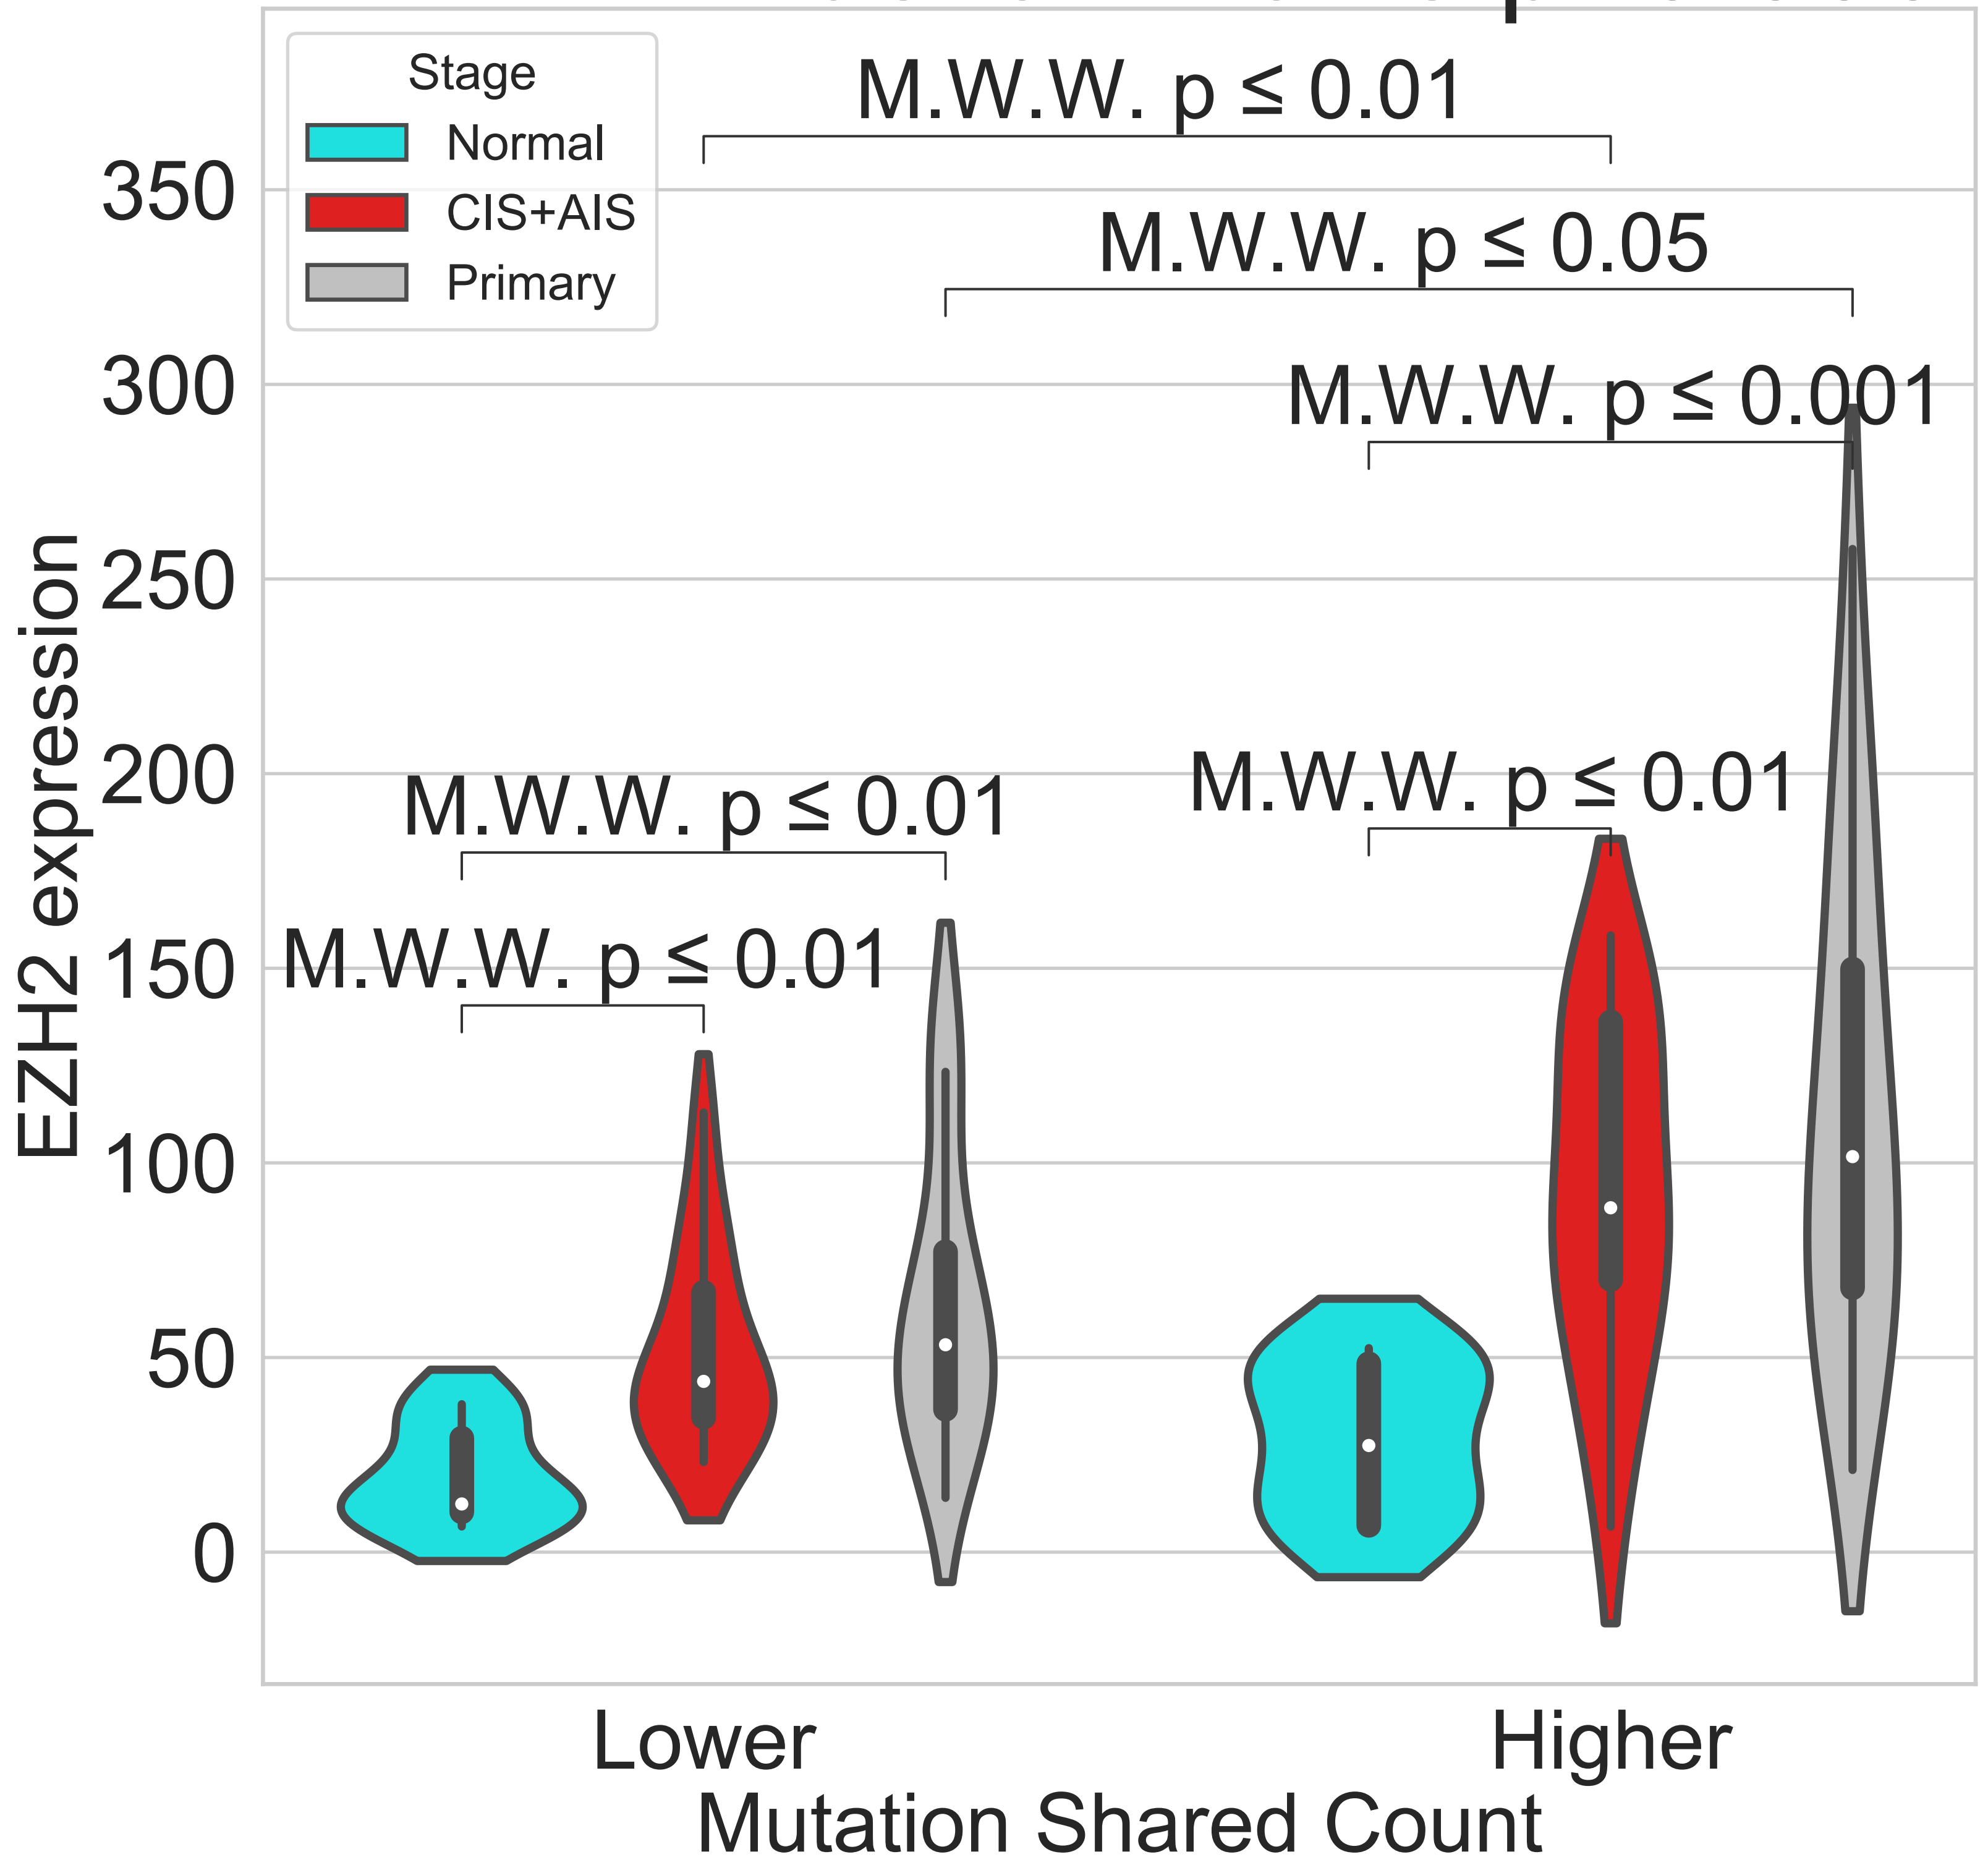 Stage
Normal
CIS+AIS
Primary
M.W.W. p ≤ 0.01
M.W.W. p ≤ 0.05
M.W.W. p ≤ 0.001
M.W.W. p ≤ 0.01
M.W.W. p ≤ 0.01
M.W.W. p ≤ 0.01
350
300
250
200
150
100
50
0
EZH2 expression
Lower
Higher
Mutation Shared Count